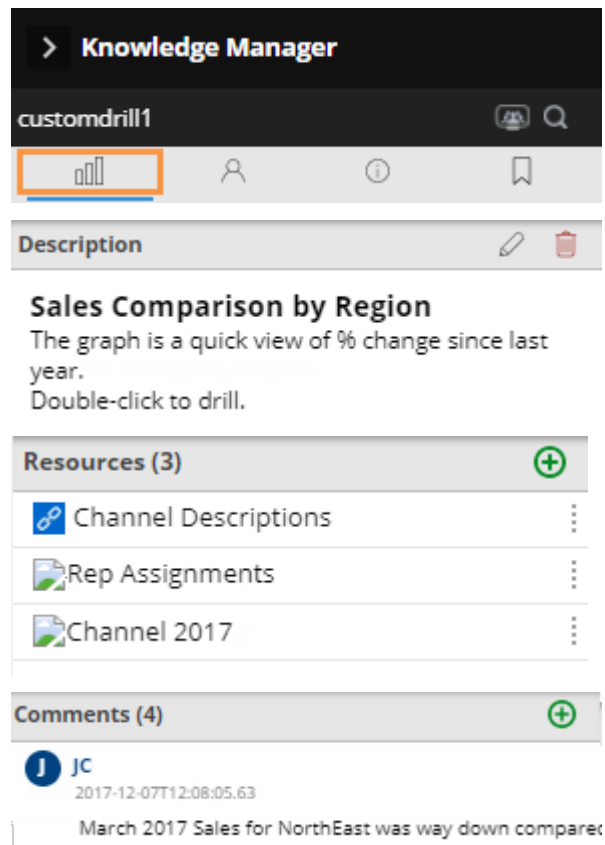 Knowledge Manager
customdrill1
Description
Sales Comparison by Region
The graph is a quick view of % change since last
year.
Double-click to drill.
Resources (3)
Channel Descriptions
Rep Assignments
Channel 2017
Comments (4)
J JC
2017-12-07T12:08:05.63
March 2017 Sales for NorthEast was way down compared